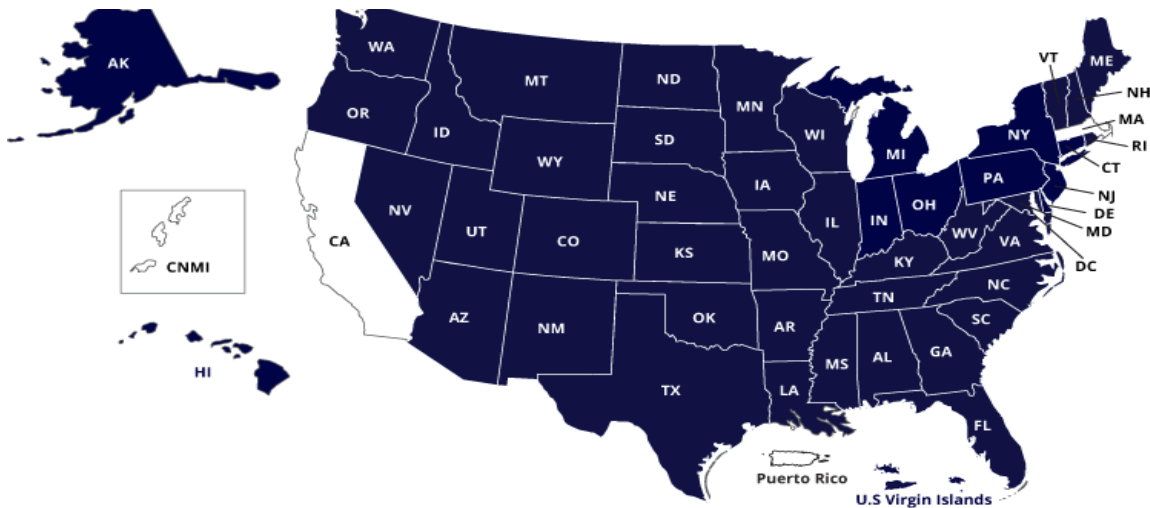 AK
WA
MT
ND
MN
VT
ME
NH
MA
RI
CT
NJ
DE
MD
DC
OR
ID
WY
SD
WI
MI
NY
PA
NE
IA
IL
IN
OH
WV
VA
NV
UT
CO
KS
MO
KY
CA
CNMI
AZ
NM
OK
AR
TN
NC
SC
HI
TX
LA
MS
AL
GA
FL
Puerto Rico
U.S Virgin Islands